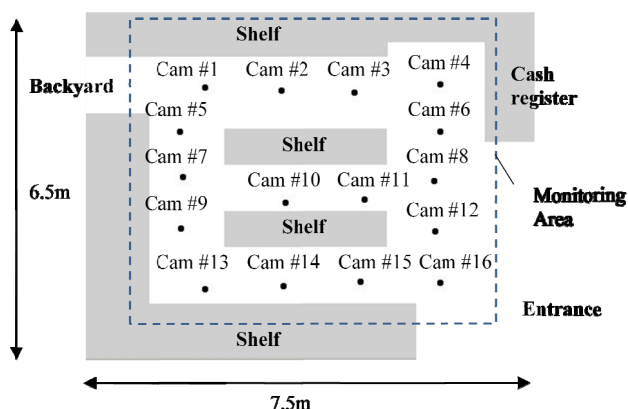 Shelf
Cam #1
Cam #2
Cam #3
Cam #4
Backyard
Cash
register
Cam #5
Cam #6
Shelf
Cam #7
Cam #8
6.5m
Cam #10
Cam #11
Monitoring
Area
Cam #9
Cam #12
Shelf
Cam #13
Cam #14
Cam #15
Cam #16
Entrance
Shelf
7.5m